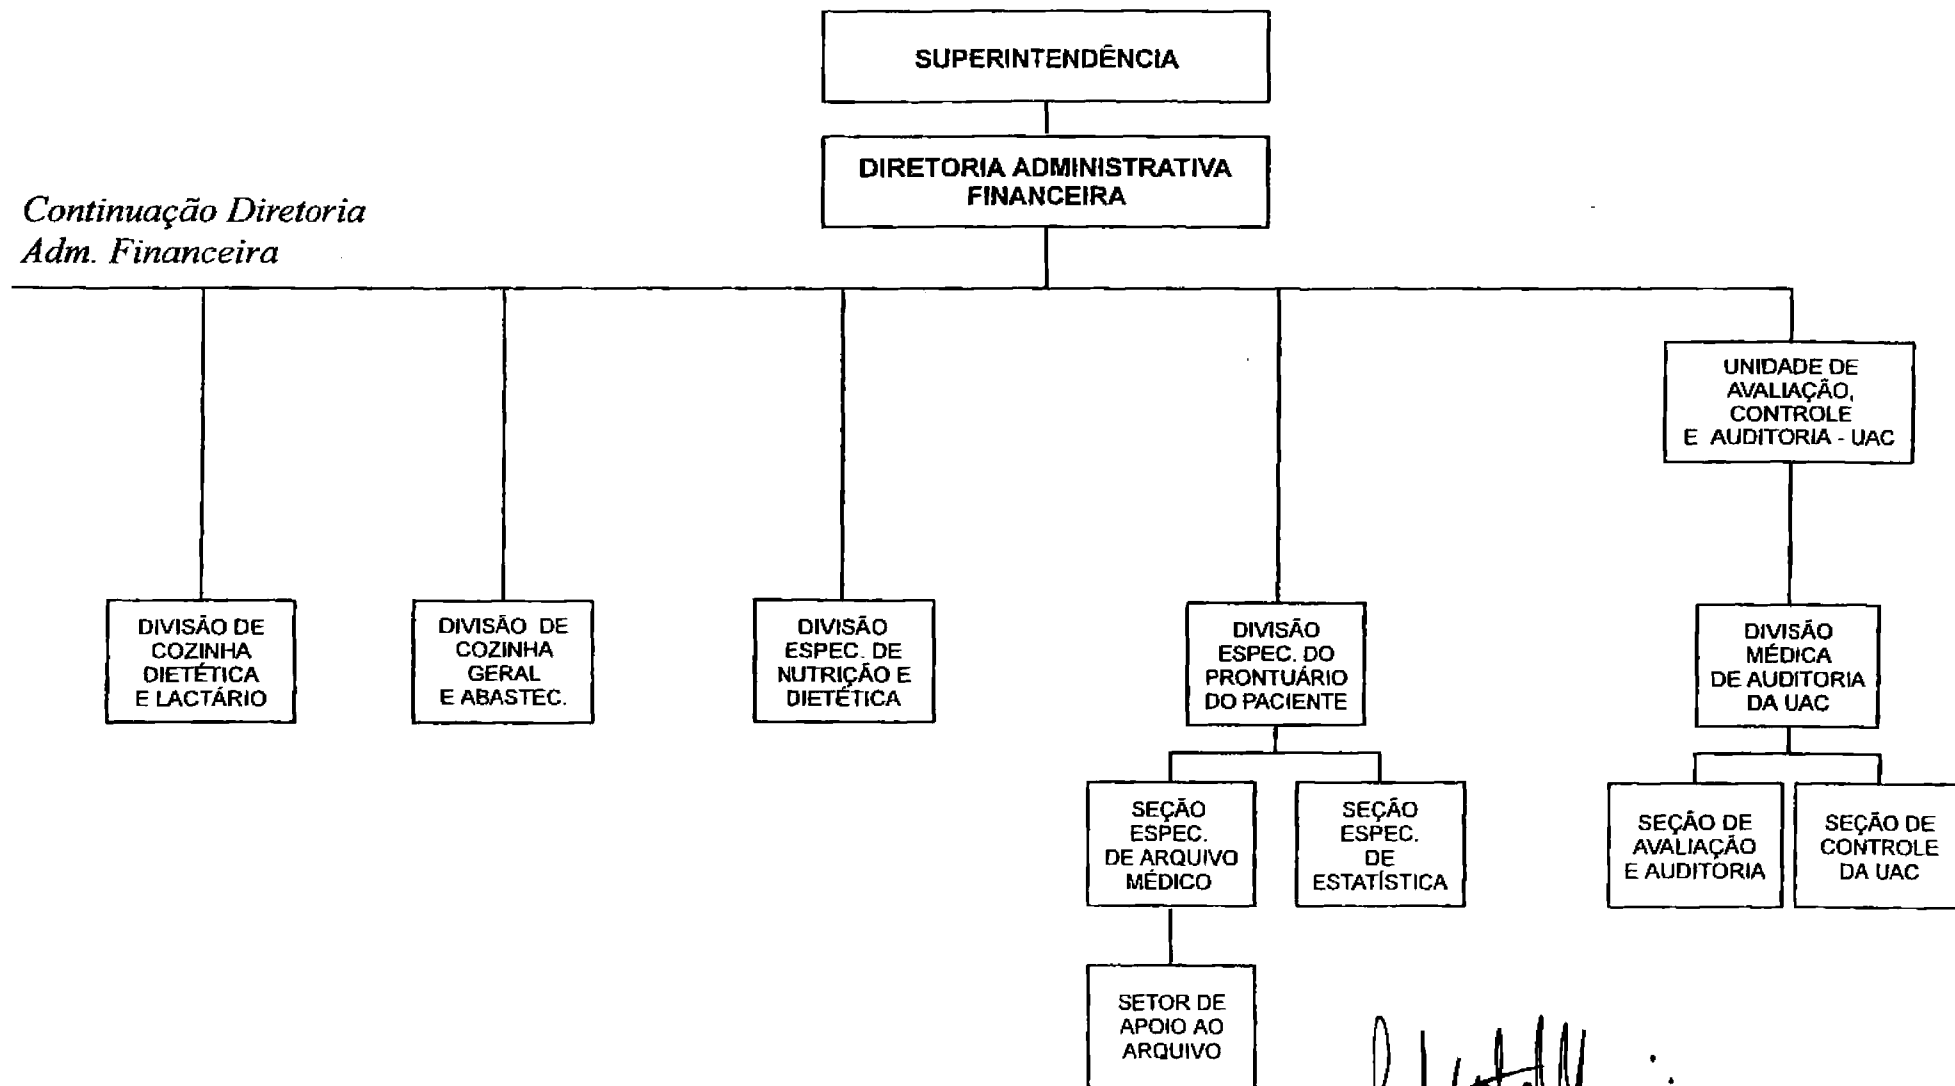 SUPERINTENDÊNCIA
DIRETORIA ADMINISTRATIVA
FINANCEIRA
Continuação Diretoria
Adm. Financeira
UNIDADE DE
AVALIAÇÃO,
CONTROLE
E AUDITORIA - UAC
DIVISÃO DE
COZINHA
DIETÉTICA
E LACTÁRIO
DIVISÃO DE
COZINHA
GERAL
E ABASTEC.
DIVISÃO
ESPEC. DE
NUTRIÇÃO E
DIETÉTICA
DIVISÃO
ESPEC. DO
PRONTUÁRIO
DO PACIENTE
DIVISÃO
MÉDICA
DE AUDITORIA
DA UAC
SEÇÃO
ESPEC.
DE ARQUIVO
MÉDICO
SEÇÃO
ESPEC.
DE
ESTATÍSTICA
SEÇÃO DE
AVALIAÇÃO
E AUDITORIA
SEÇÃO DE
CONTROLE
DA UAC
SETOR DE
APOIO AO
ARQUIVO